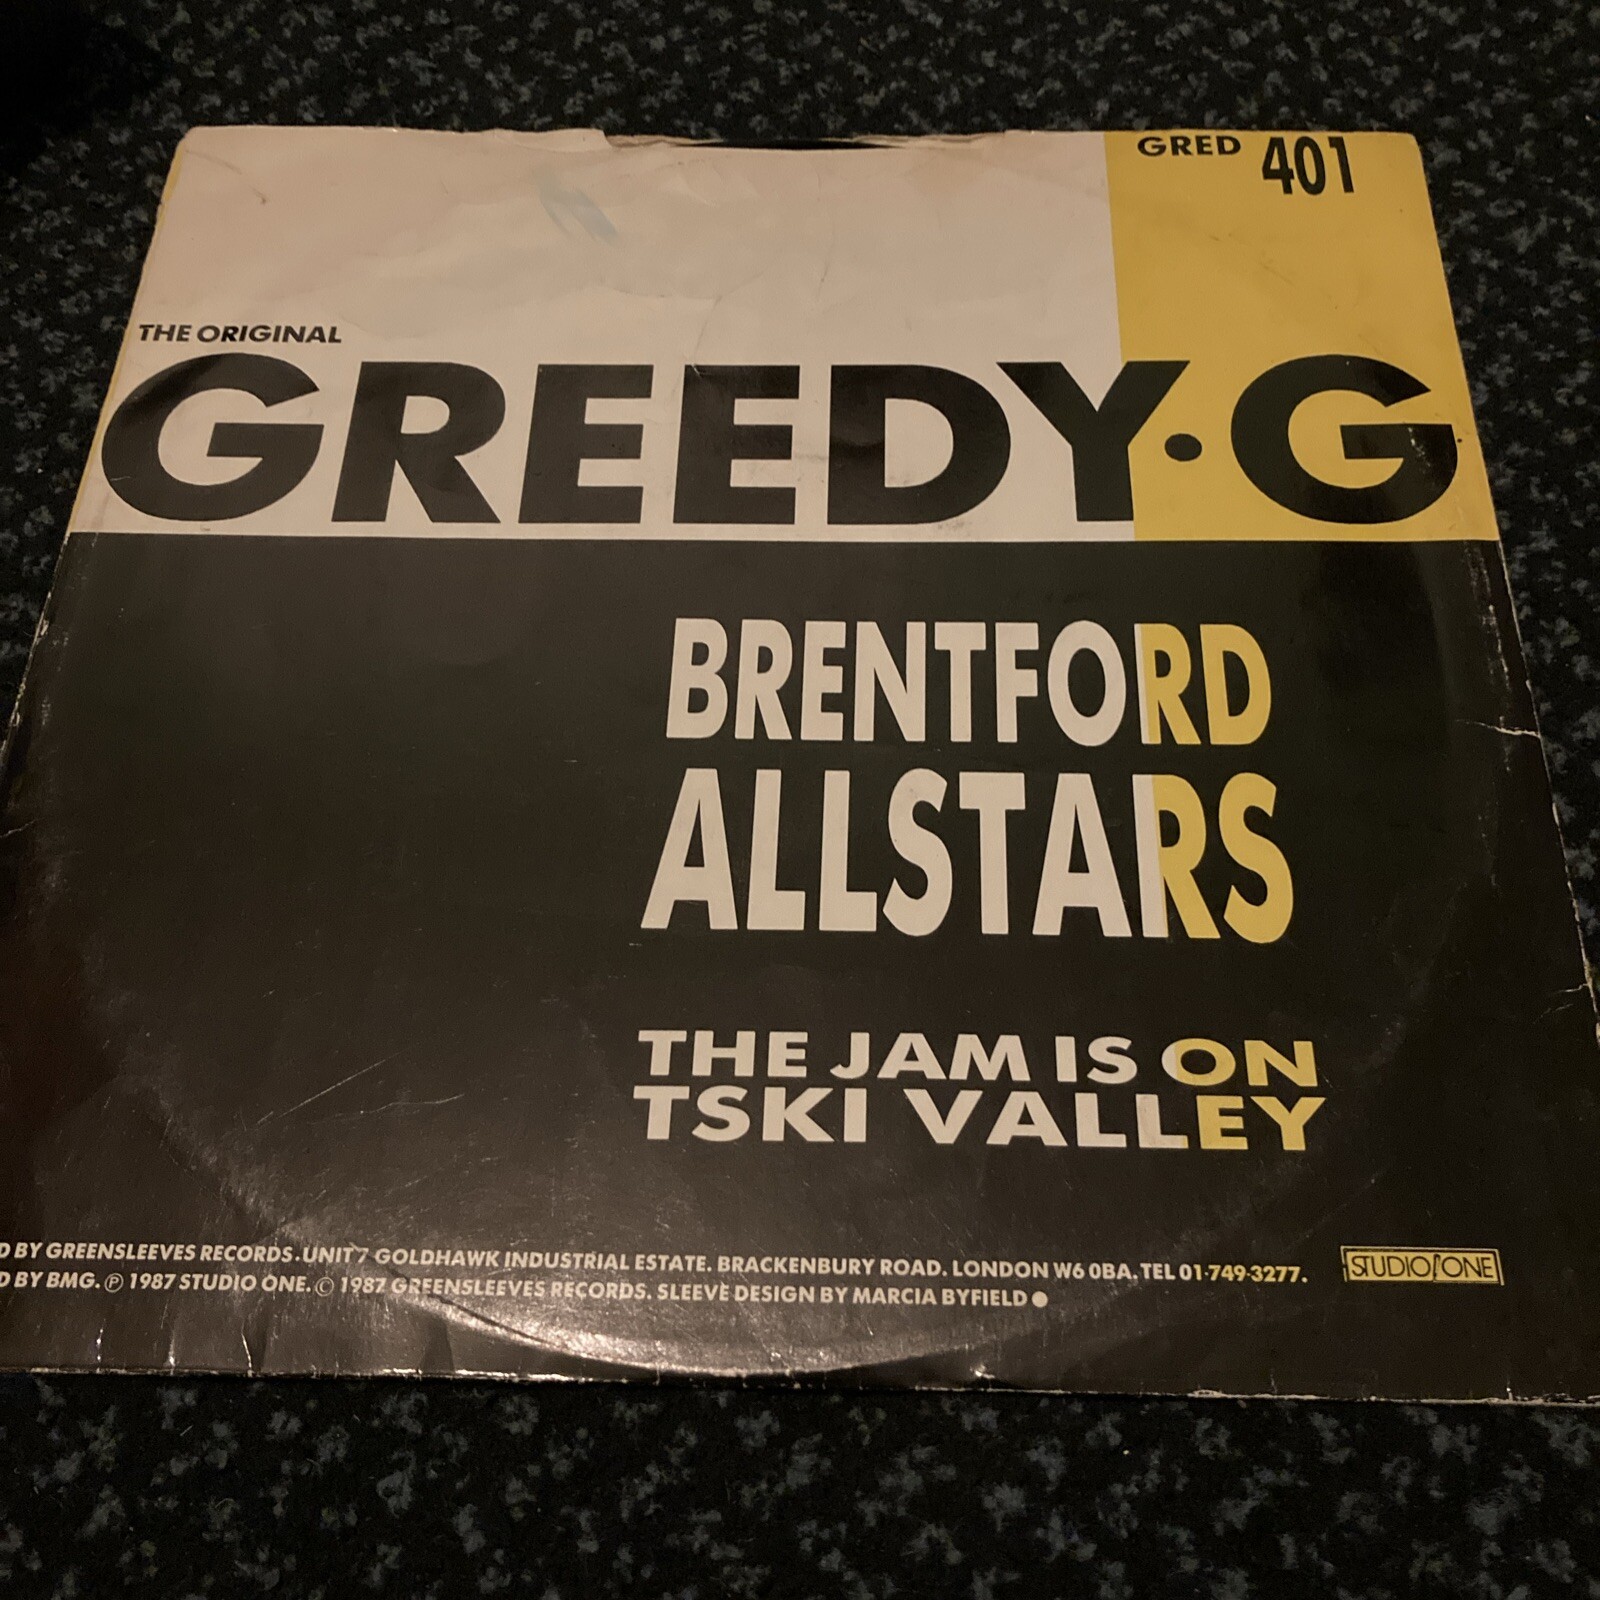 GRED 401
THE ORIGINAL
GREEDY·G
BRENTFORD
ALLSTARS
THE JAM IS ON
TSKI VALLEY
BY GREENSLEEVES RECORDS. UNIT 7 GOLDHAWK INDUSTRIAL ESTATE. BRACKENBURY ROAD. LONDON W6 0BA. TEL 01-749-3277.
BY BMG. ℗ 1987 STUDIO ONE. © 1987 GREENSLEEVES RECORDS. SLEEVE DESIGN BY MARCIA BYFIELD ●
STUDIO ONE